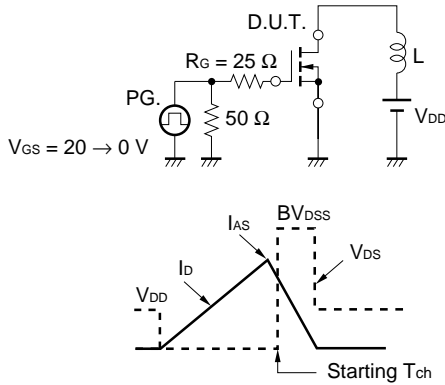 D.U.T.
RG = 25 Ω
L
PG.
50 Ω
VDD
VGS = 20 → 0 V
BVDSS
IAS
ID
VDS
VDD
Starting Tch